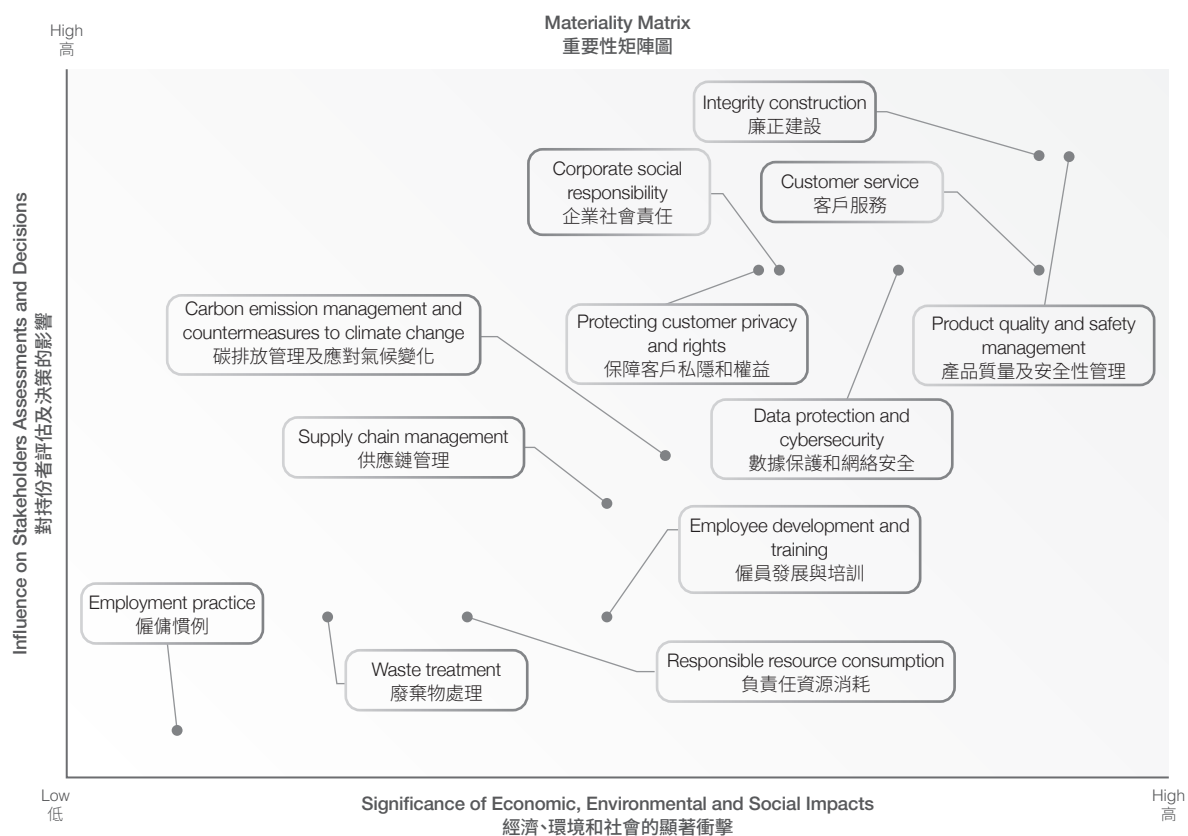 Materiality Matrix
重要性矩陣圖
High
高
Influence on Stakeholders Assessments and Decisions
對持份者評估及決策的影響
Integrity construction
廉正建設
Corporate social
responsibility
企業社會責任
Customer service
客戶服務
Carbon emission management and
countermeasures to climate change
碳排放管理及應對氣候變化
Protecting customer privacy
and rights
保障客戶私隱和權益
Product quality and safety
management
產品質量及安全性管理
Supply chain management
供應鏈管理
Data protection and
cybersecurity
數據保護和網絡安全
Employee development and
training
僱員發展與培訓
Employment practice
僱傭慣例
Waste treatment
廢棄物處理
Responsible resource consumption
負責任資源消耗
Low
低
Significance of Economic, Environmental and Social Impacts
經濟、環境和社會的顯著衝擊
High
高